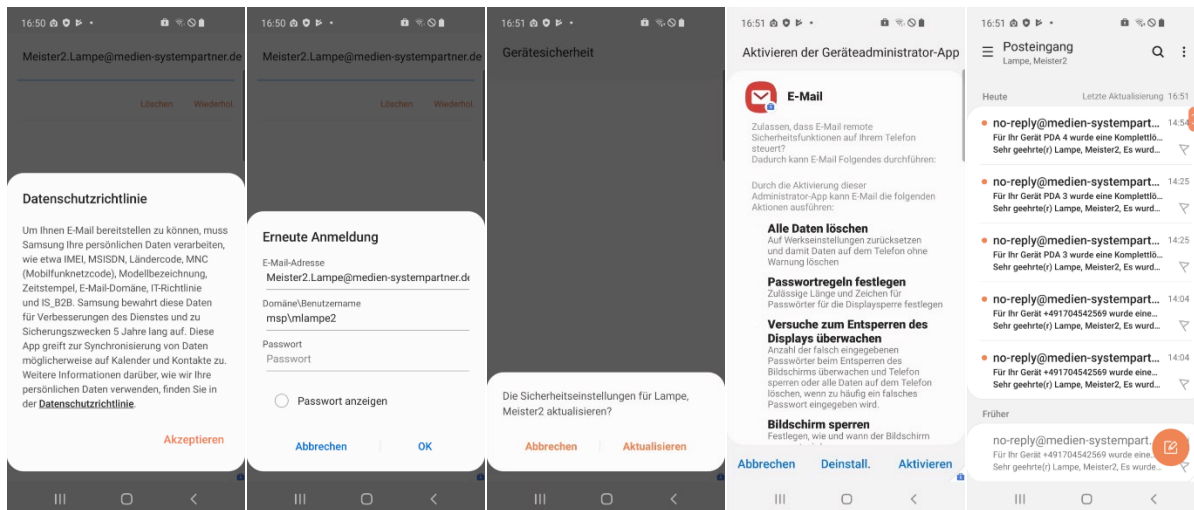 16:50
Meister2.Lampe@medien-systempartner.de
Löschen Wiederhol.
Datenschutzrichtlinie
Um Ihnen E-Mail bereitstellen zu können, muss
Samsung Ihre persönlichen Daten verarbeiten,
wie etwa IMEI, MSISDN, Ländercode, MNC
(Mobilfunknetzcode), Modellbezeichnung,
Zeitstempel, E-Mail-Domäne, IT-Richtlinie
und IS_B2B. Samsung bewahrt diese Daten
für Verbesserungen des Dienstes und zu
Sicherungszwecken 5 Jahre lang auf. Diese
App greift zur Synchronisierung von Daten
möglicherweise auf Kalender und Kontakte zu.
Weitere Informationen darüber, wie wir Ihre
persönlichen Daten verwenden, finden Sie in
der Datenschutzrichtlinie.
Akzeptieren
16:50
Meister2.Lampe@medien-systempartner.de
Löschen Wiederhol.
Erneute Anmeldung
E-Mail-Adresse
Meister2.Lampe@medien-systempartner.de
Domäne\Benutzername
msp\mlampe2
Passwort
Passwort
Passwort anzeigen
Abbrechen OK
16:51
Gerätesicherheit
Die Sicherheitseinstellungen für Lampe,
Meister2 aktualisieren?
Abbrechen Aktualisieren
16:51
Aktivieren der Geräteadministrator-App
E-Mail
Zulassen, dass E-Mail remote
Sicherheitsfunktionen auf Ihrem Telefon
steuert?
Dadurch kann E-Mail Folgendes durchführen:
Durch die Aktivierung dieser
Administrator-App kann E-Mail die folgenden
Aktionen ausführen:
Alle Daten löschen
Auf Werkseinstellungen zurücksetzen
und damit Daten auf dem Telefon ohne
Warnung löschen
Passwortregeln festlegen
Zulässige Länge und Zeichen für
Passwörter für die Displaysperre festlegen
Versuche zum Entsperren des
Displays überwachen
Anzahl der falsch eingegebenen
Passwörter beim Entsperren des
Bildschirms überwachen und Telefon
sperren oder alle Daten auf dem Telefon
löschen, wenn zu häufig ein falsches
Passwort eingegeben wird.
Bildschirm sperren
Festlegen, wie und wann der Bildschirm
Abbrechen Deinstall. Aktivieren
16:51
Posteingang
Lampe, Meister2
Heute Letzte Aktualisierung 16:51
no-reply@medien-systempart... 14:54
Für Ihr Gerät PDA 4 wurde eine Komplettlö...
Sehr geehrte(r) Lampe, Meister2, Es wurd...
no-reply@medien-systempart... 14:25
Für Ihr Gerät PDA 3 wurde eine Komplettlö...
Sehr geehrte(r) Lampe, Meister2, Es wurd...
no-reply@medien-systempart... 14:25
Für Ihr Gerät PDA 3 wurde eine Komplettlö...
Sehr geehrte(r) Lampe, Meister2, Es wurd...
no-reply@medien-systempart... 14:04
Für Ihr Gerät +491704542569 wurde eine...
Sehr geehrte(r) Lampe, Meister2, Es wurd...
no-reply@medien-systempart... 14:04
Für Ihr Gerät +491704542569 wurde eine...
Sehr geehrte(r) Lampe, Meister2, Es wurd...
Früher
no-reply@medien-systempart.
Für Ihr Gerät +491704542569 wurde eine.
Sehr geehrte(r) Lampe, Meister2, Es wurde